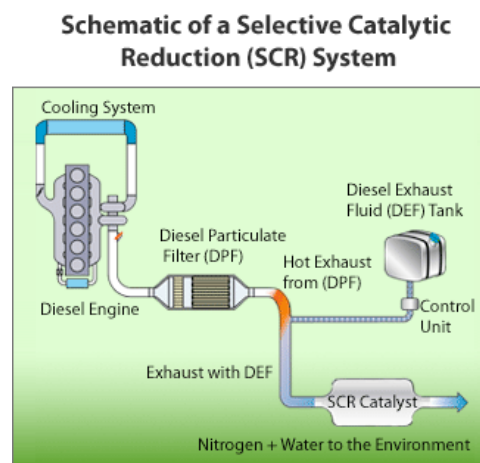 Schematic of a Selective Catalytic
Reduction (SCR) System
Cooling System
Diesel Exhaust
Fluid (DEF) Tank
Diesel Particulate
Filter (DPF)
Hot Exhaust
from (DPF)
Diesel Engine
Control
Unit
Exhaust with DEF
SCR Catalyst
Nitrogen + Water to the Environment